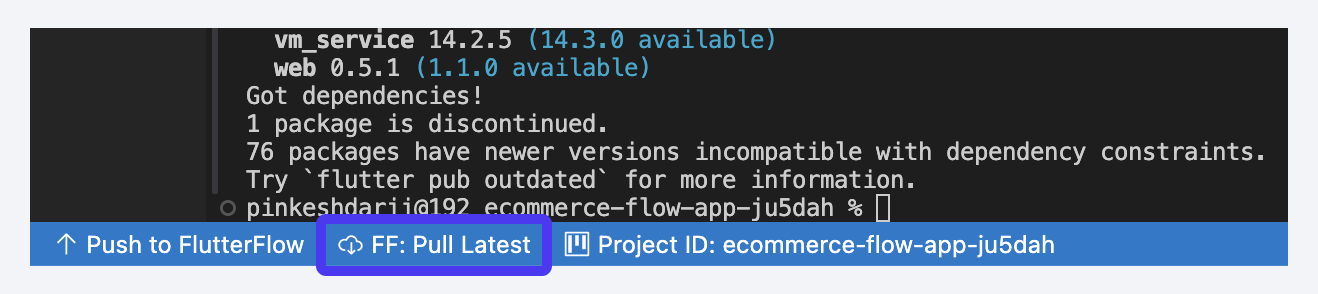 vm_service 14.2.5 (14.3.0 available)
web 0.5.1 (1.1.0 available)
Got dependencies!
1 package is discontinued.
76 packages have newer versions incompatible with dependency constraints.
Try `flutter pub outdated` for more information.
pinkeshdarji@192 ecommerce-flow-app-ju5dah %
Push to FlutterFlow FF: Pull Latest Project ID: ecommerce-flow-app-ju5dah